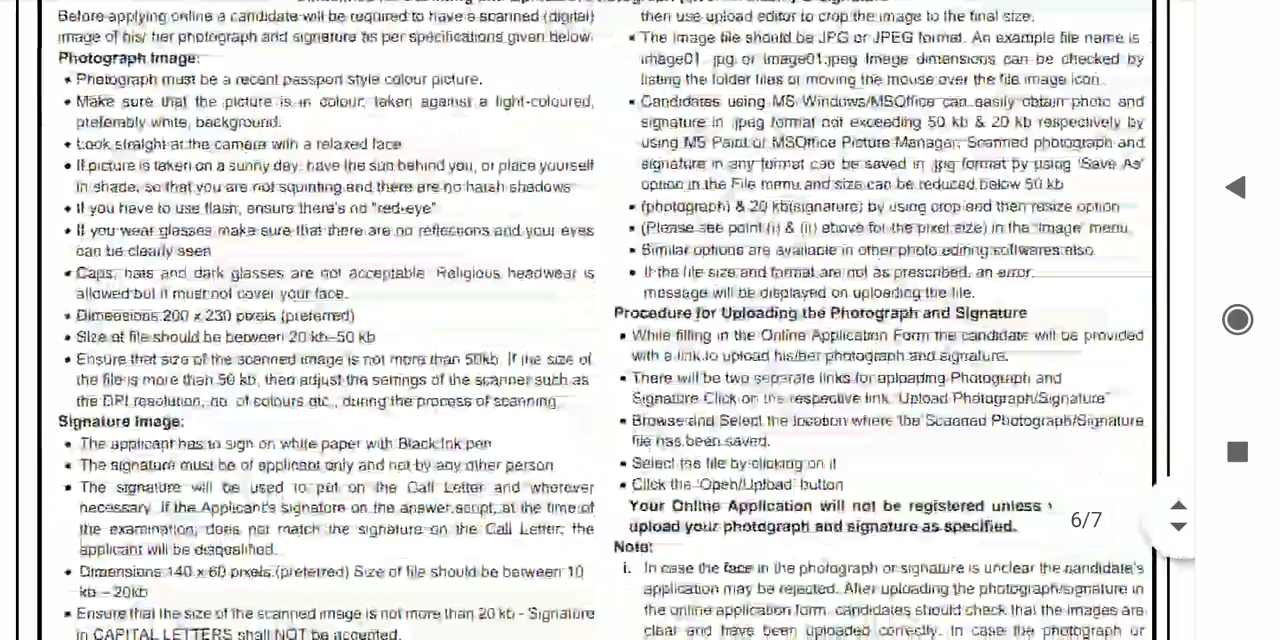 Before applying online a candidate will be required to have a scanned (digital)
image of his/ her photograph and signature as per specifications given below.
Photograph Image:
• Photograph must be a recent passport style colour picture.
• Make sure that the picture is in colour, taken against a light-coloured,
preferably white, background.
• Look straight at the camera with a relaxed face
• If picture is taken on a sunny day, have the sun behind you, or place yourself
in shade, so that you are not squinting and there are no harsh shadows
• If you have to use flash, ensure there's no "red-eye"
• If you wear glasses make sure that there are no reflections and your eyes
can be clearly seen
• Caps, hats and dark glasses are not acceptable. Religious headwear is
allowed but it must not cover your face.
• Dimensions 200 x 230 pixels (preferred)
• Size of file should be between 20 kb–50 kb
• Ensure that size of the scanned image is not more than 50kb. If the size of
the file is more than 50 kb, then adjust the settings of the scanner such as
the DPI resolution, no. of colours etc., during the process of scanning.
Signature Image:
• The applicant has to sign on white paper with Black Ink pen
• The signature must be of applicant only and not by any other person
• The signature will be used to put on the Call Letter and wherever
necessary. If the Applicant's signature on the answer script, at the time of
the examination, does not match the signature on the Call Letter, the
applicant will be disqualified.
• Dimensions 140 x 60 pixels (preferred) Size of file should be between 10
kb – 20kb
• Ensure that the size of the scanned image is not more than 20 kb - Signature
in CAPITAL LETTERS shall NOT be accepted.
then use upload editor to crop the image to the final size.
• The image file should be JPG or JPEG format. An example file name is
image01 .jpg or image01.jpeg Image dimensions can be checked by
listing the folder files or moving the mouse over the file image icon.
• Candidates using MS Windows/MSOffice can easily obtain photo and
signature in .jpeg format not exceeding 50 kb & 20 kb respectively by
using MS Paint or MSOffice Picture Manager. Scanned photograph and
signature in any format can be saved in .jpg format by using 'Save As'
option in the File menu and size can be reduced below 50 kb
• (photograph) & 20 kb(signature) by using crop and then resize option
• (Please see point (i) & (ii) above for the pixel size) in the 'Image' menu.
• Similar options are available in other photo editing softwares also.
• If the file size and format are not as prescribed, an error
message will be displayed on uploading the file.
Procedure for Uploading the Photograph and Signature
• While filling in the Online Application Form the candidate will be provided
with a link to upload his/her photograph and signature.
• There will be two separate links for uploading Photograph and
Signature Click on the respective link "Upload Photograph/Signature"
• Browse and Select the location where the Scanned Photograph/Signature
file has been saved.
• Select the file by clicking on it
• Click the 'Open/Upload' button
Your Online Application will not be registered unless
upload your photograph and signature as specified.
6/7
Note:
i. In case the face in the photograph or signature is unclear the candidate's
application may be rejected. After uploading the photograph/signature in
the online application form candidates should check that the images are
clear and have been uploaded correctly. In case the photograph or